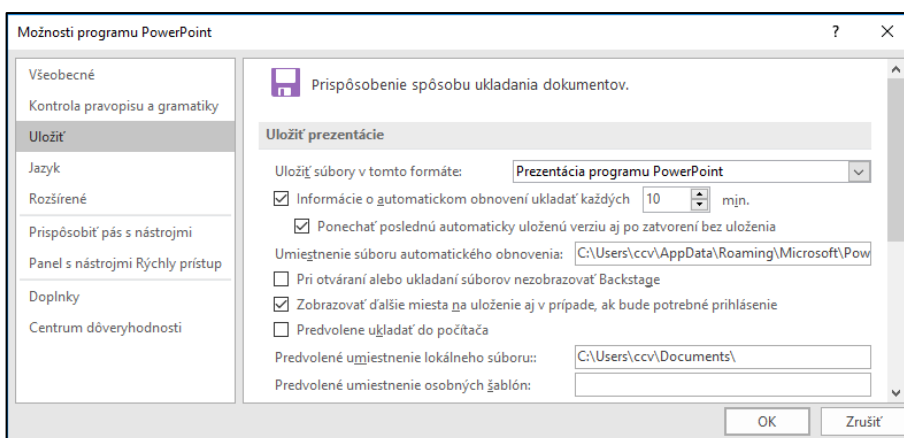 Možnosti programu PowerPoint
Všeobecné
Kontrola pravopisu a gramatiky
Uložiť
Jazyk
Rozšírené
Prispôsobiť pás s nástrojmi
Panel s nástrojmi Rýchly prístup
Doplnky
Centrum dôveryhodnosti
Prispôsobenie spôsobu ukladania dokumentov.
Uložiť prezentácie
Uložiť súbory v tomto formáte: Prezentácia programu PowerPoint
Informácie o automatickom obnovení ukladať každých 10 min.
Ponechať poslednú automaticky uloženú verziu aj po zatvorení bez uloženia
Umiestnenie súboru automatického obnovenia: C:\Users\ccv\AppData\Roaming\Microsoft\Pow
Pri otváraní alebo ukladaní súborov nezobrazovať Backstage
Zobrazovať ďalšie miesta na uloženie aj v prípade, ak bude potrebné prihlásenie
Predvolene ukladať do počítača
Predvolené umiestnenie lokálneho súboru:: C:\Users\ccv\Documents\
Predvolené umiestnenie osobných šablón:
OK Zrušiť